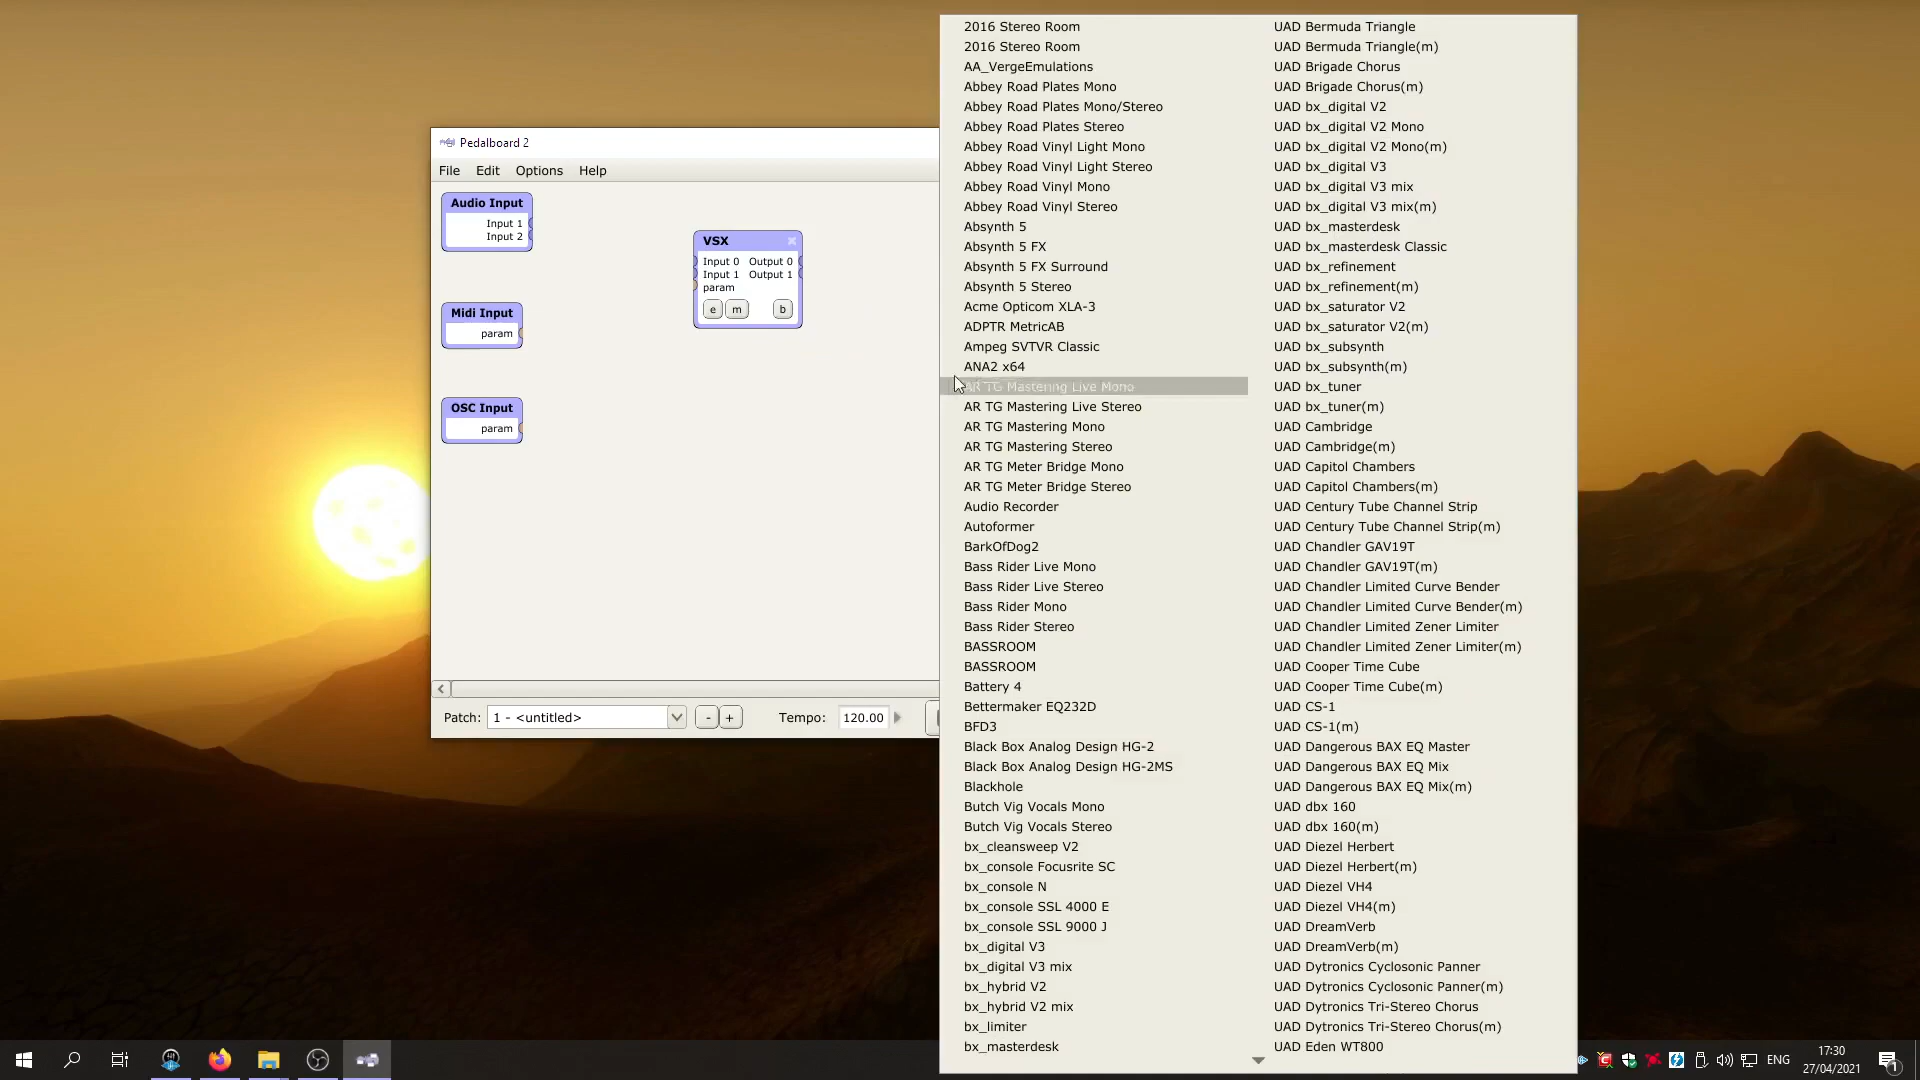 Pedalboard 2
File Edit Options Help
Audio Input
Input 1
Input 2
Midi Input
param
OSC Input
param
VSX
Input 0 Output 0
Input 1 Output 1
param
e m b
Patch: 1 - <untitled> - + Tempo: 120.00
2016 Stereo Room
2016 Stereo Room
AA_VergeEmulations
Abbey Road Plates Mono
Abbey Road Plates Mono/Stereo
Abbey Road Plates Stereo
Abbey Road Vinyl Light Mono
Abbey Road Vinyl Light Stereo
Abbey Road Vinyl Mono
Abbey Road Vinyl Stereo
Absynth 5
Absynth 5 FX
Absynth 5 FX Surround
Absynth 5 Stereo
Acme Opticom XLA-3
ADPTR MetricAB
Ampeg SVTVR Classic
ANA2 x64
AR TG Mastering Live Mono
AR TG Mastering Live Stereo
AR TG Mastering Mono
AR TG Mastering Stereo
AR TG Meter Bridge Mono
AR TG Meter Bridge Stereo
Audio Recorder
Autoformer
BarkOfDog2
Bass Rider Live Mono
Bass Rider Live Stereo
Bass Rider Mono
Bass Rider Stereo
BASSROOM
BASSROOM
Battery 4
Bettermaker EQ232D
BFD3
Black Box Analog Design HG-2
Black Box Analog Design HG-2MS
Blackhole
Butch Vig Vocals Mono
Butch Vig Vocals Stereo
bx_cleansweep V2
bx_console Focusrite SC
bx_console N
bx_console SSL 4000 E
bx_console SSL 9000 J
bx_digital V3
bx_digital V3 mix
bx_hybrid V2
bx_hybrid V2 mix
bx_limiter
bx_masterdesk
UAD Bermuda Triangle
UAD Bermuda Triangle(m)
UAD Brigade Chorus
UAD Brigade Chorus(m)
UAD bx_digital V2
UAD bx_digital V2 Mono
UAD bx_digital V2 Mono(m)
UAD bx_digital V3
UAD bx_digital V3 mix
UAD bx_digital V3 mix(m)
UAD bx_masterdesk
UAD bx_masterdesk Classic
UAD bx_refinement
UAD bx_refinement(m)
UAD bx_saturator V2
UAD bx_saturator V2(m)
UAD bx_subsynth
UAD bx_subsynth(m)
UAD bx_tuner
UAD bx_tuner(m)
UAD Cambridge
UAD Cambridge(m)
UAD Capitol Chambers
UAD Capitol Chambers(m)
UAD Century Tube Channel Strip
UAD Century Tube Channel Strip(m)
UAD Chandler GAV19T
UAD Chandler GAV19T(m)
UAD Chandler Limited Curve Bender
UAD Chandler Limited Curve Bender(m)
UAD Chandler Limited Zener Limiter
UAD Chandler Limited Zener Limiter(m)
UAD Cooper Time Cube
UAD Cooper Time Cube(m)
UAD CS-1
UAD CS-1(m)
UAD Dangerous BAX EQ Master
UAD Dangerous BAX EQ Mix
UAD Dangerous BAX EQ Mix(m)
UAD dbx 160
UAD dbx 160(m)
UAD Diezel Herbert
UAD Diezel Herbert(m)
UAD Diezel VH4
UAD Diezel VH4(m)
UAD DreamVerb
UAD DreamVerb(m)
UAD Dytronics Cyclosonic Panner
UAD Dytronics Cyclosonic Panner(m)
UAD Dytronics Tri-Stereo Chorus
UAD Dytronics Tri-Stereo Chorus(m)
UAD Eden WT800
ENG
17:30
27/04/2021
1